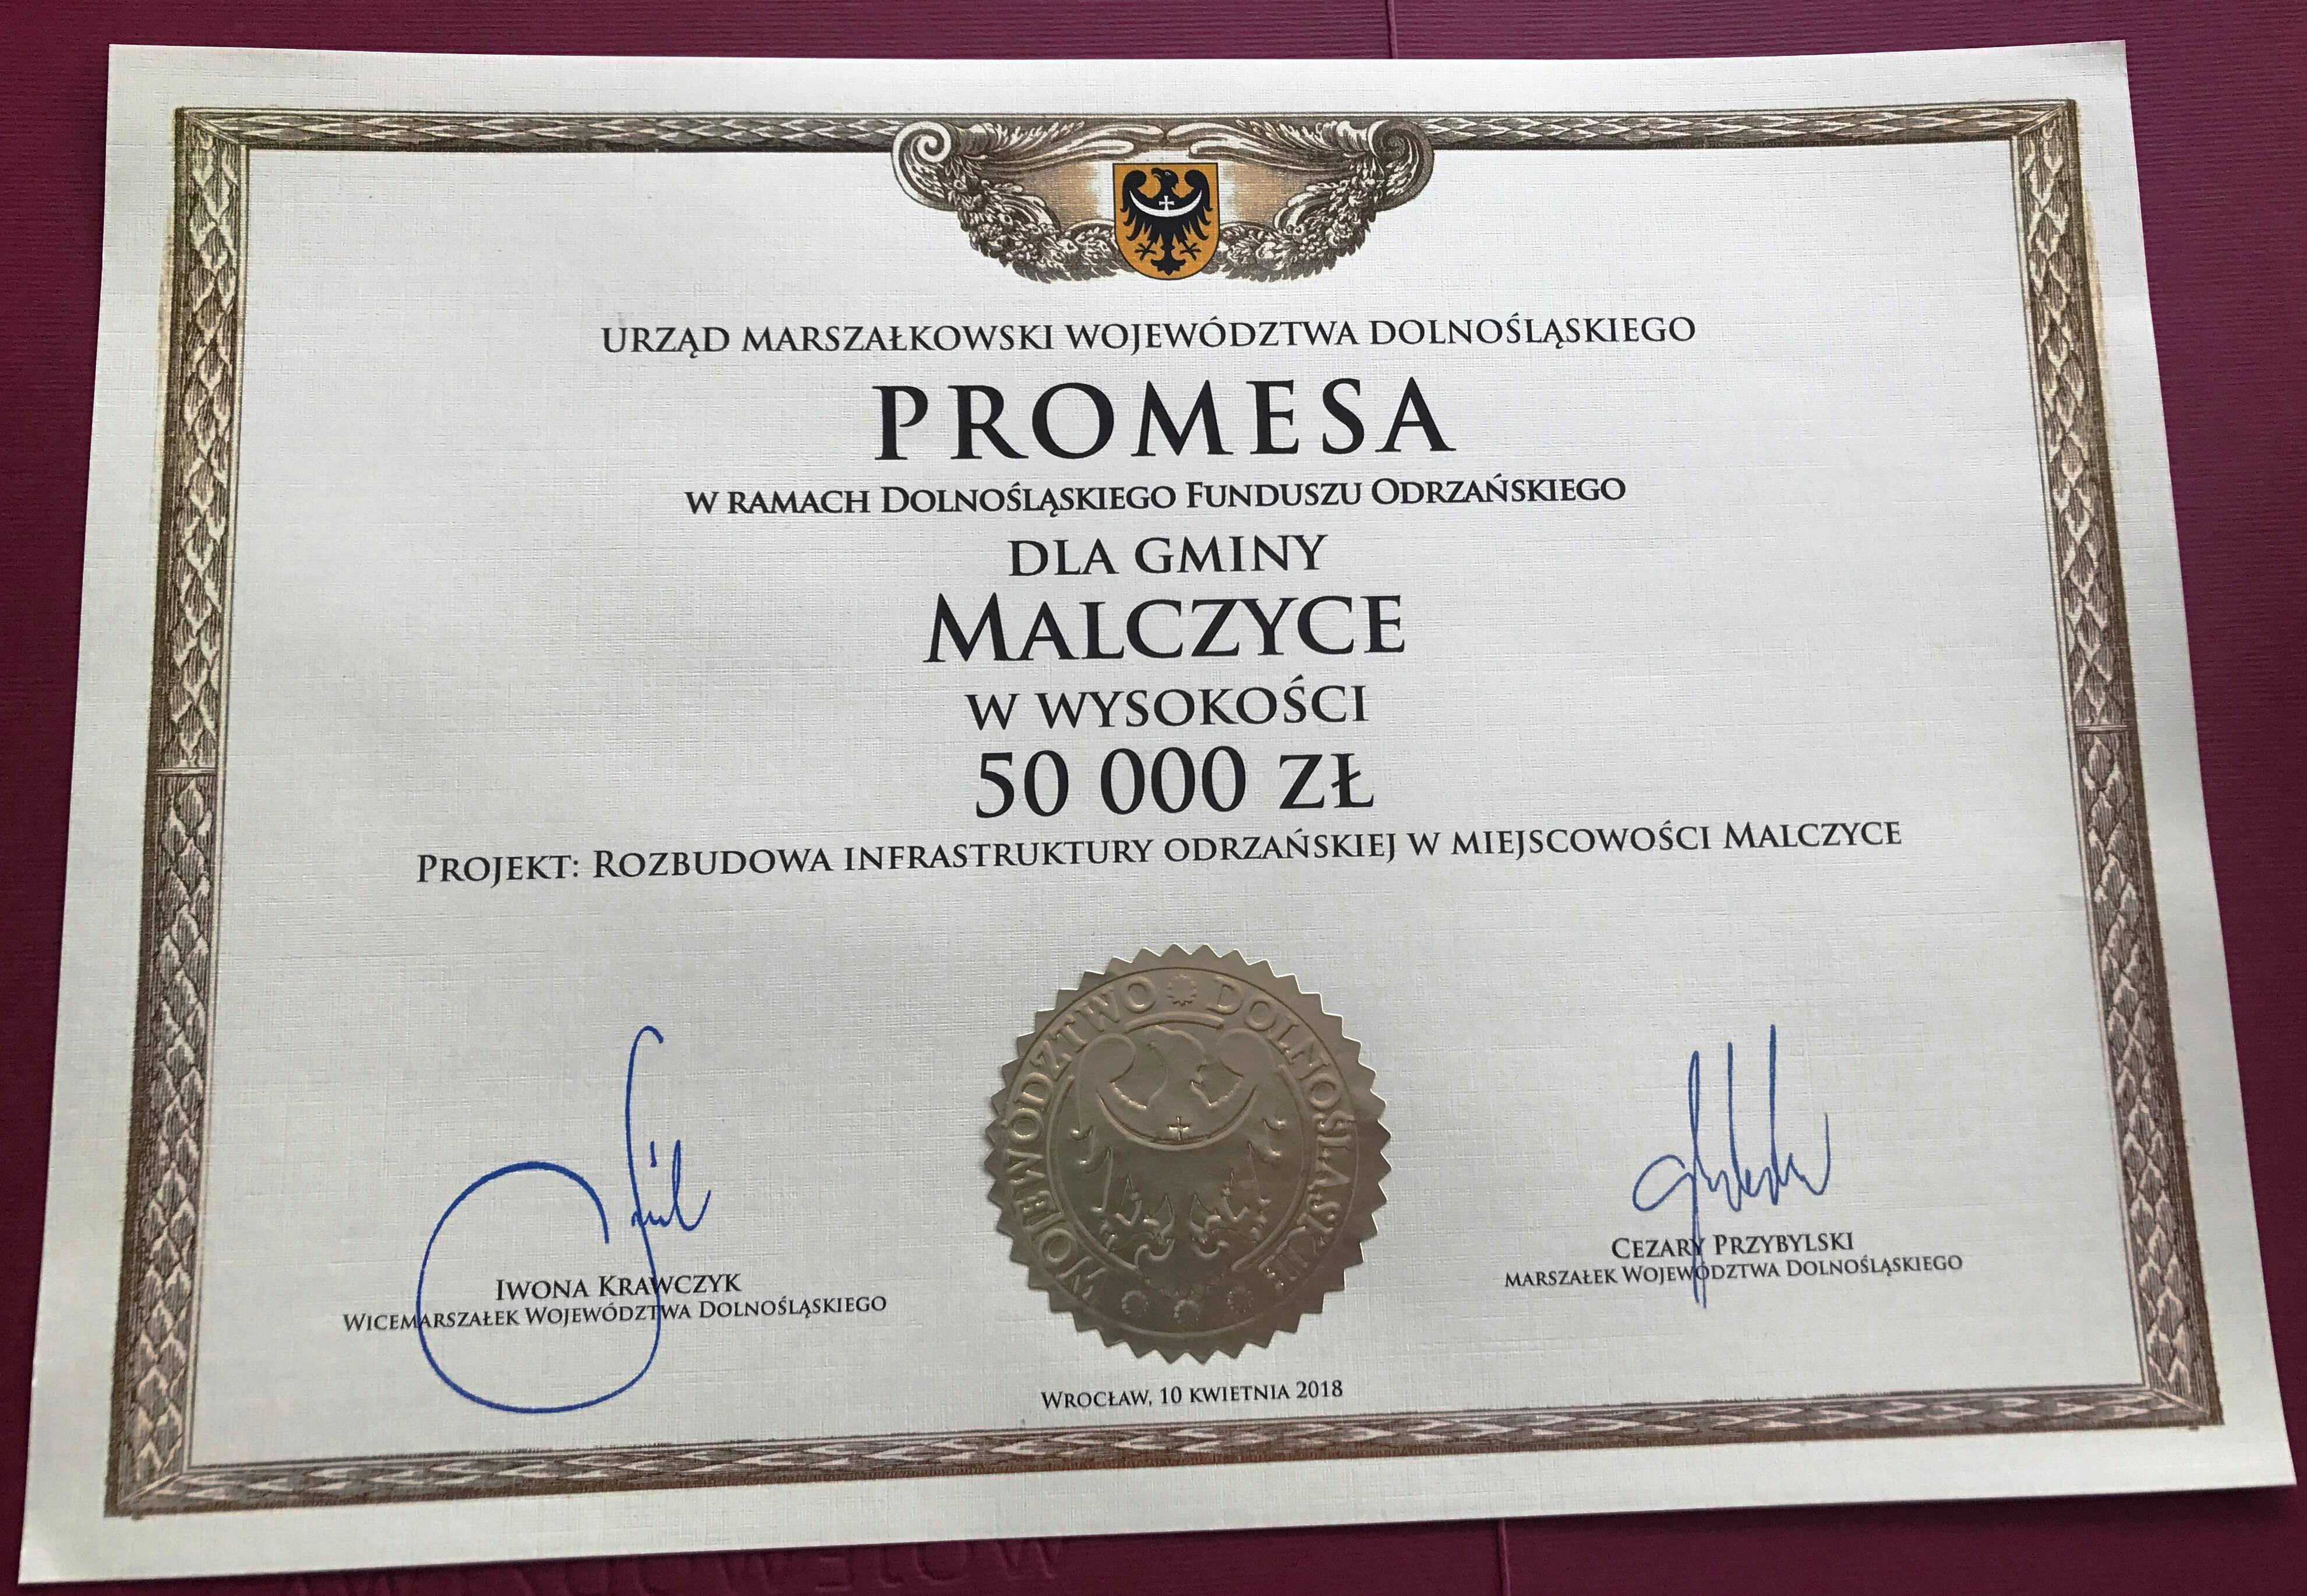 URZĄD MARSZAŁKOWSKI WOJEWÓDZTWA DOLNOŚLĄSKIEGO
PROMESA
W RAMACH DOLNOŚLĄSKIEGO FUNDUSZU ODRZAŃSKIEGO
DLA GMINY
MALCZYCE
W WYSOKOŚCI
50 000 ZŁ
PROJEKT: ROZBUDOWA INFRASTRUKTURY ODRZAŃSKIEJ W MIEJSCOWOŚCI MALCZYCE
WOJEWÓDZTWO DOLNOŚLĄSKIE
IWONA KRAWCZYK
WICEMARSZAŁEK WOJEWÓDZTWA DOLNOŚLĄSKIEGO
CEZARY PRZYBYLSKI
MARSZAŁEK WOJEWÓDZTWA DOLNOŚLĄSKIEGO
WROCŁAW, 10 KWIETNIA 2018